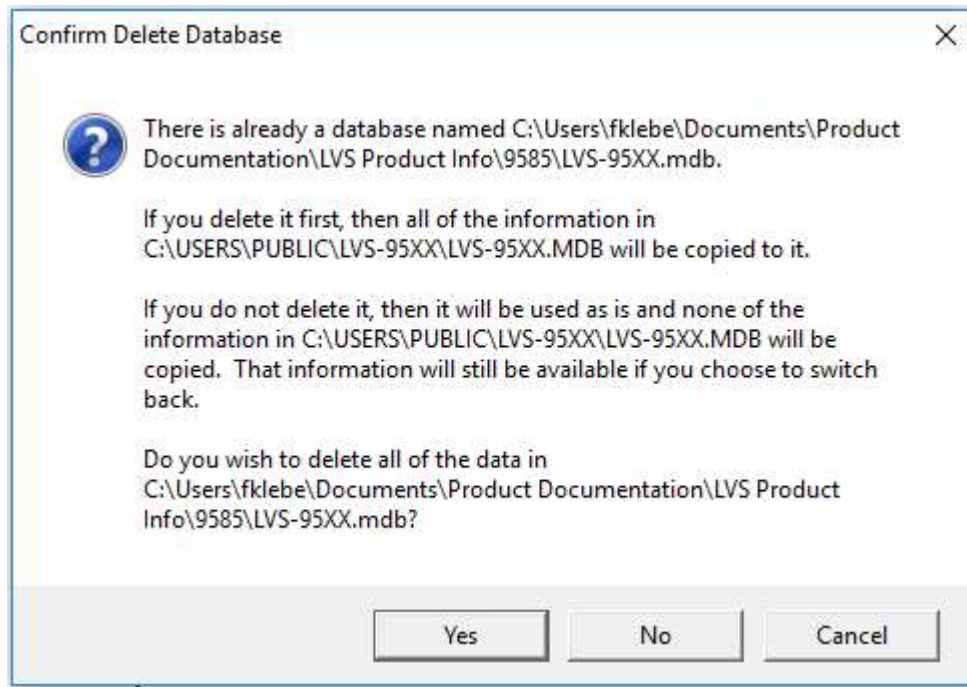 Confirm Delete Database
There is already a database named C:\Users\fklebe\Documents\Product
Documentation\LVS Product Info\9585\LVS-95XX.mdb.
If you delete it first, then all of the information in
C:\USERS\PUBLIC\LVS-95XX\LVS-95XX.MDB will be copied to it.
If you do not delete it, then it will be used as is and none of the
information in C:\USERS\PUBLIC\LVS-95XX\LVS-95XX.MDB will be
copied.  That information will still be available if you choose to switch
back.
Do you wish to delete all of the data in
C:\Users\fklebe\Documents\Product Documentation\LVS Product
Info\9585\LVS-95XX.mdb?
Yes No Cancel